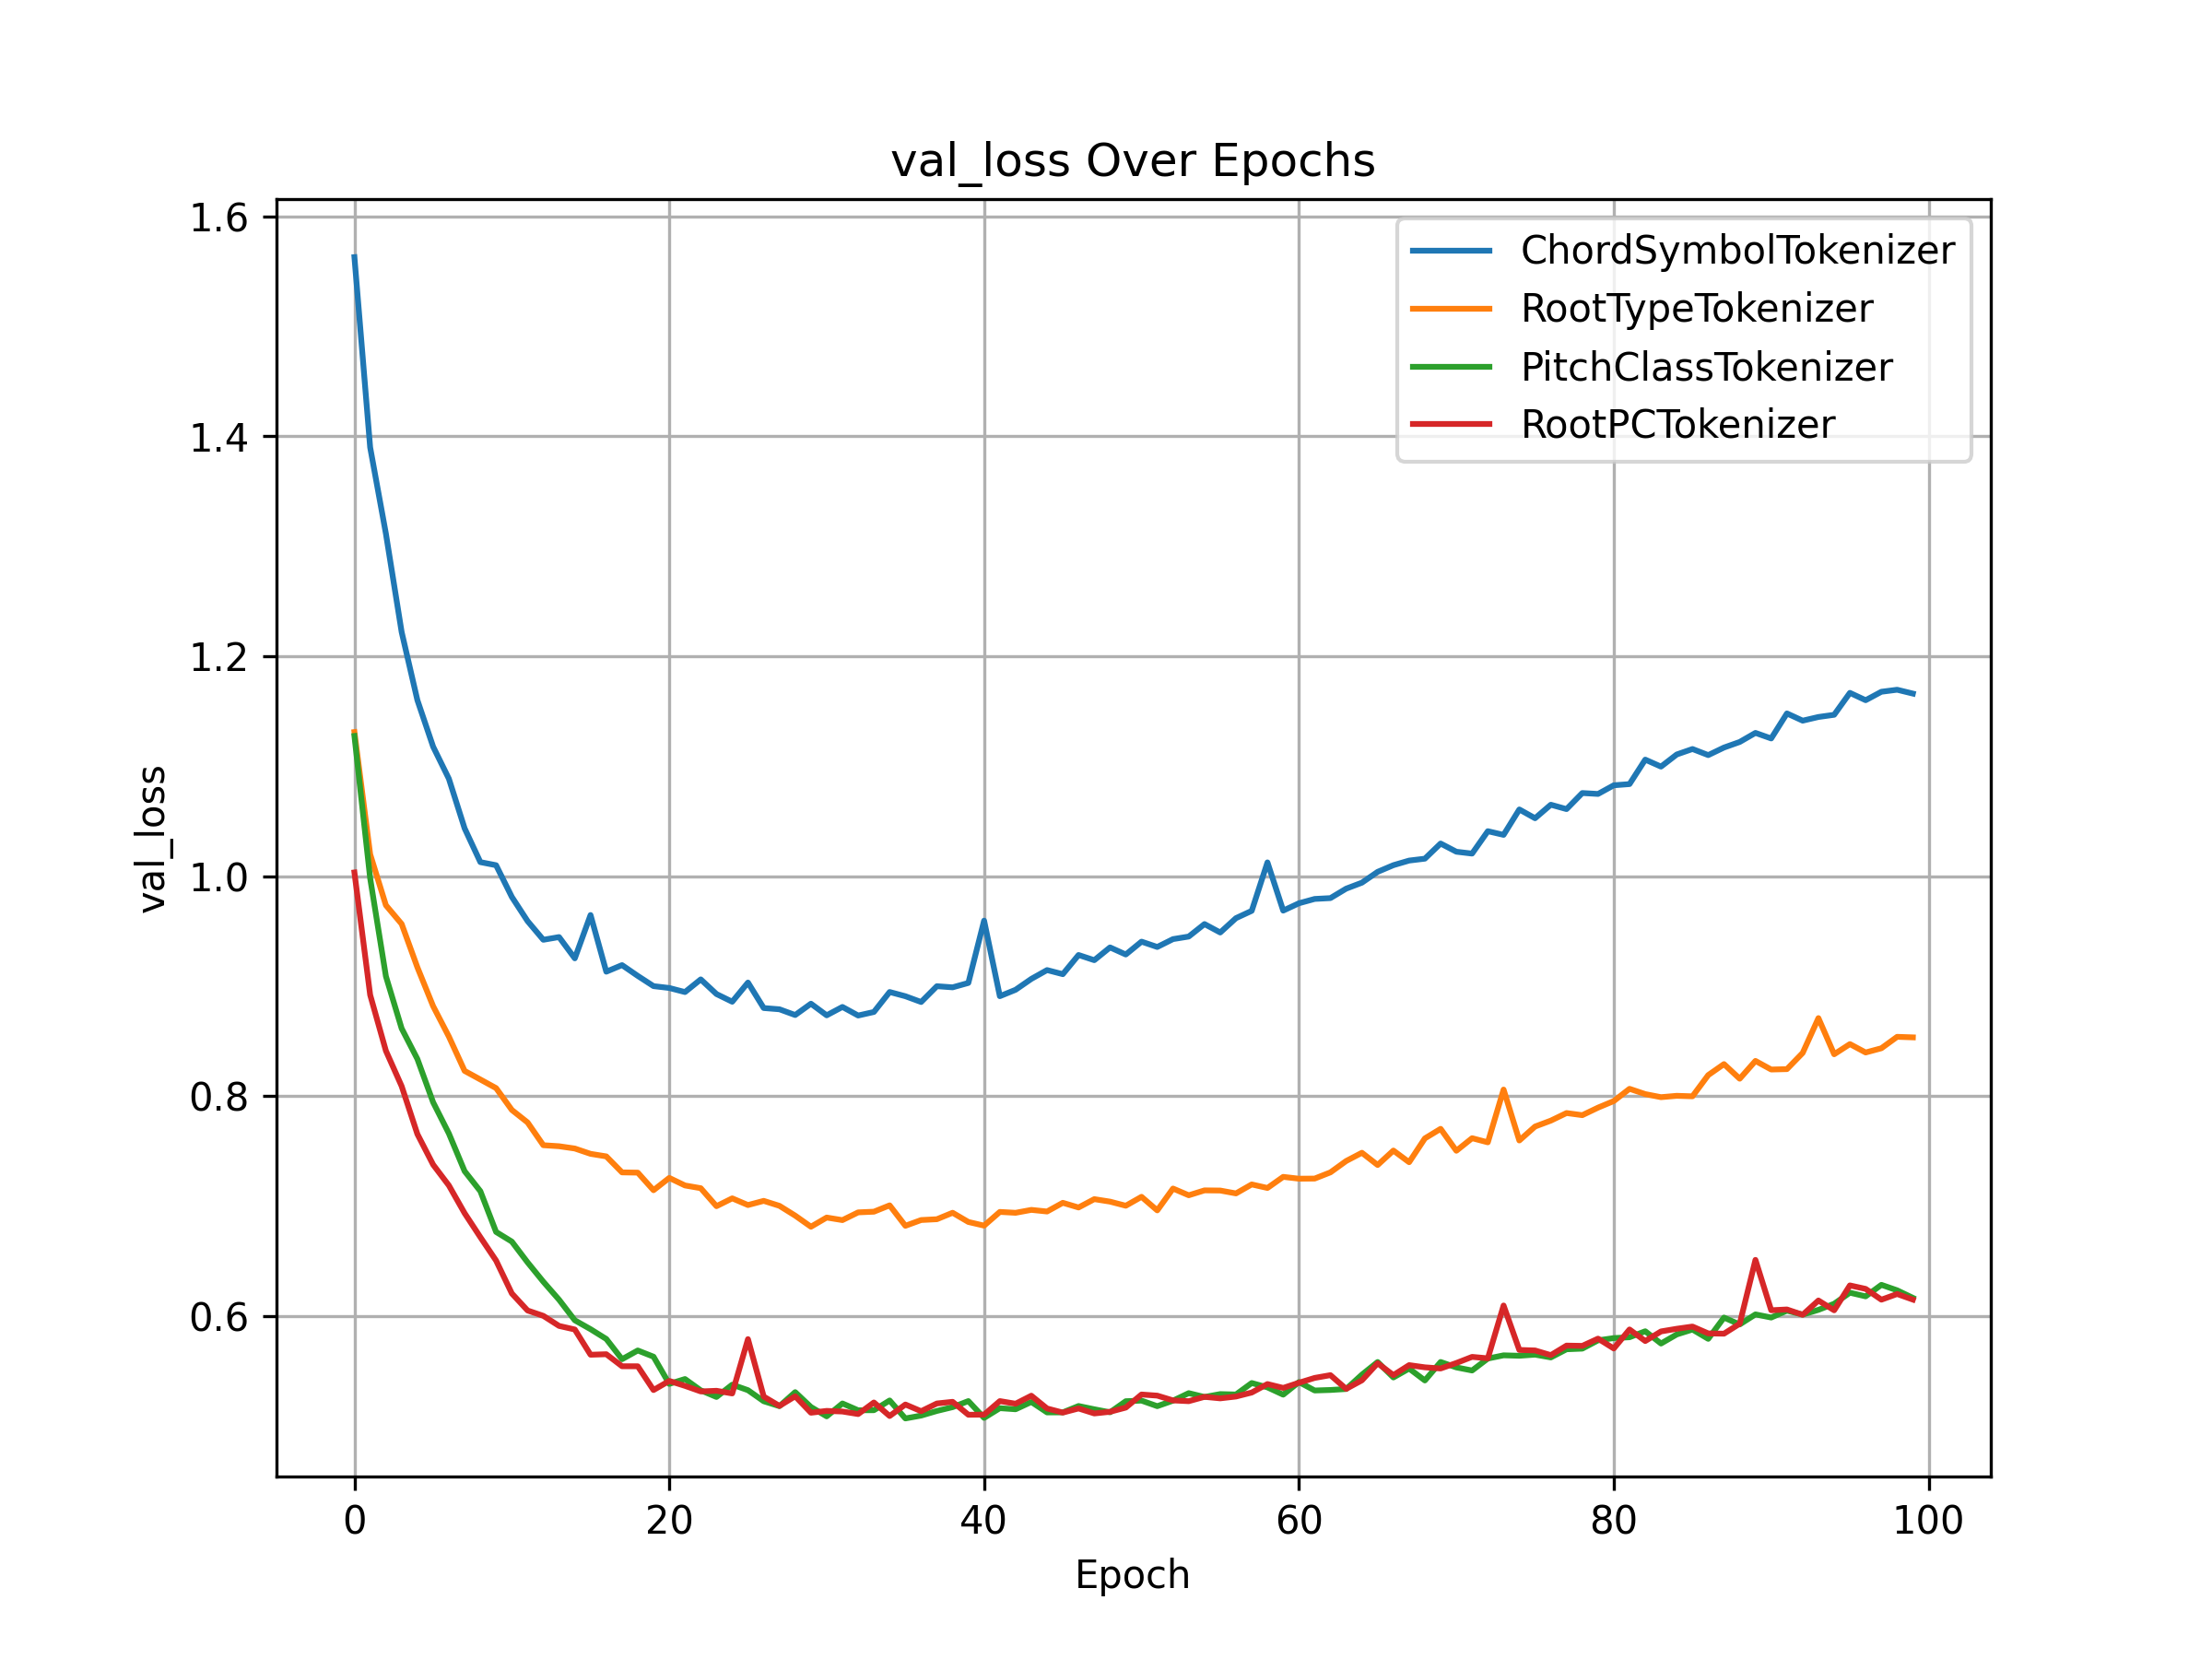 val_loss Over Epochs
1.6
1.4
1.2
1.0
0.8
0.6
val_loss
ChordSymbolTokenizer
RootTypeTokenizer
PitchClassTokenizer
RootPCTokenizer
0 20 40 60 80 100
Epoch